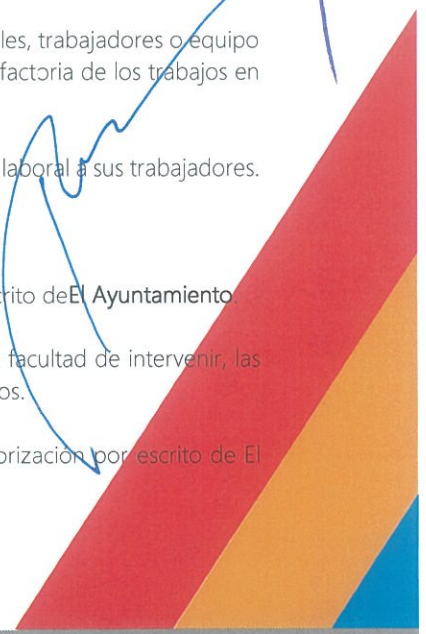 les, trabajadores o equipo
factoria de los trabajos en
laboral a sus trabajadores.
rito deEl Ayuntamiento.
facultad de intervenir, las
os.
orización por escrito de El